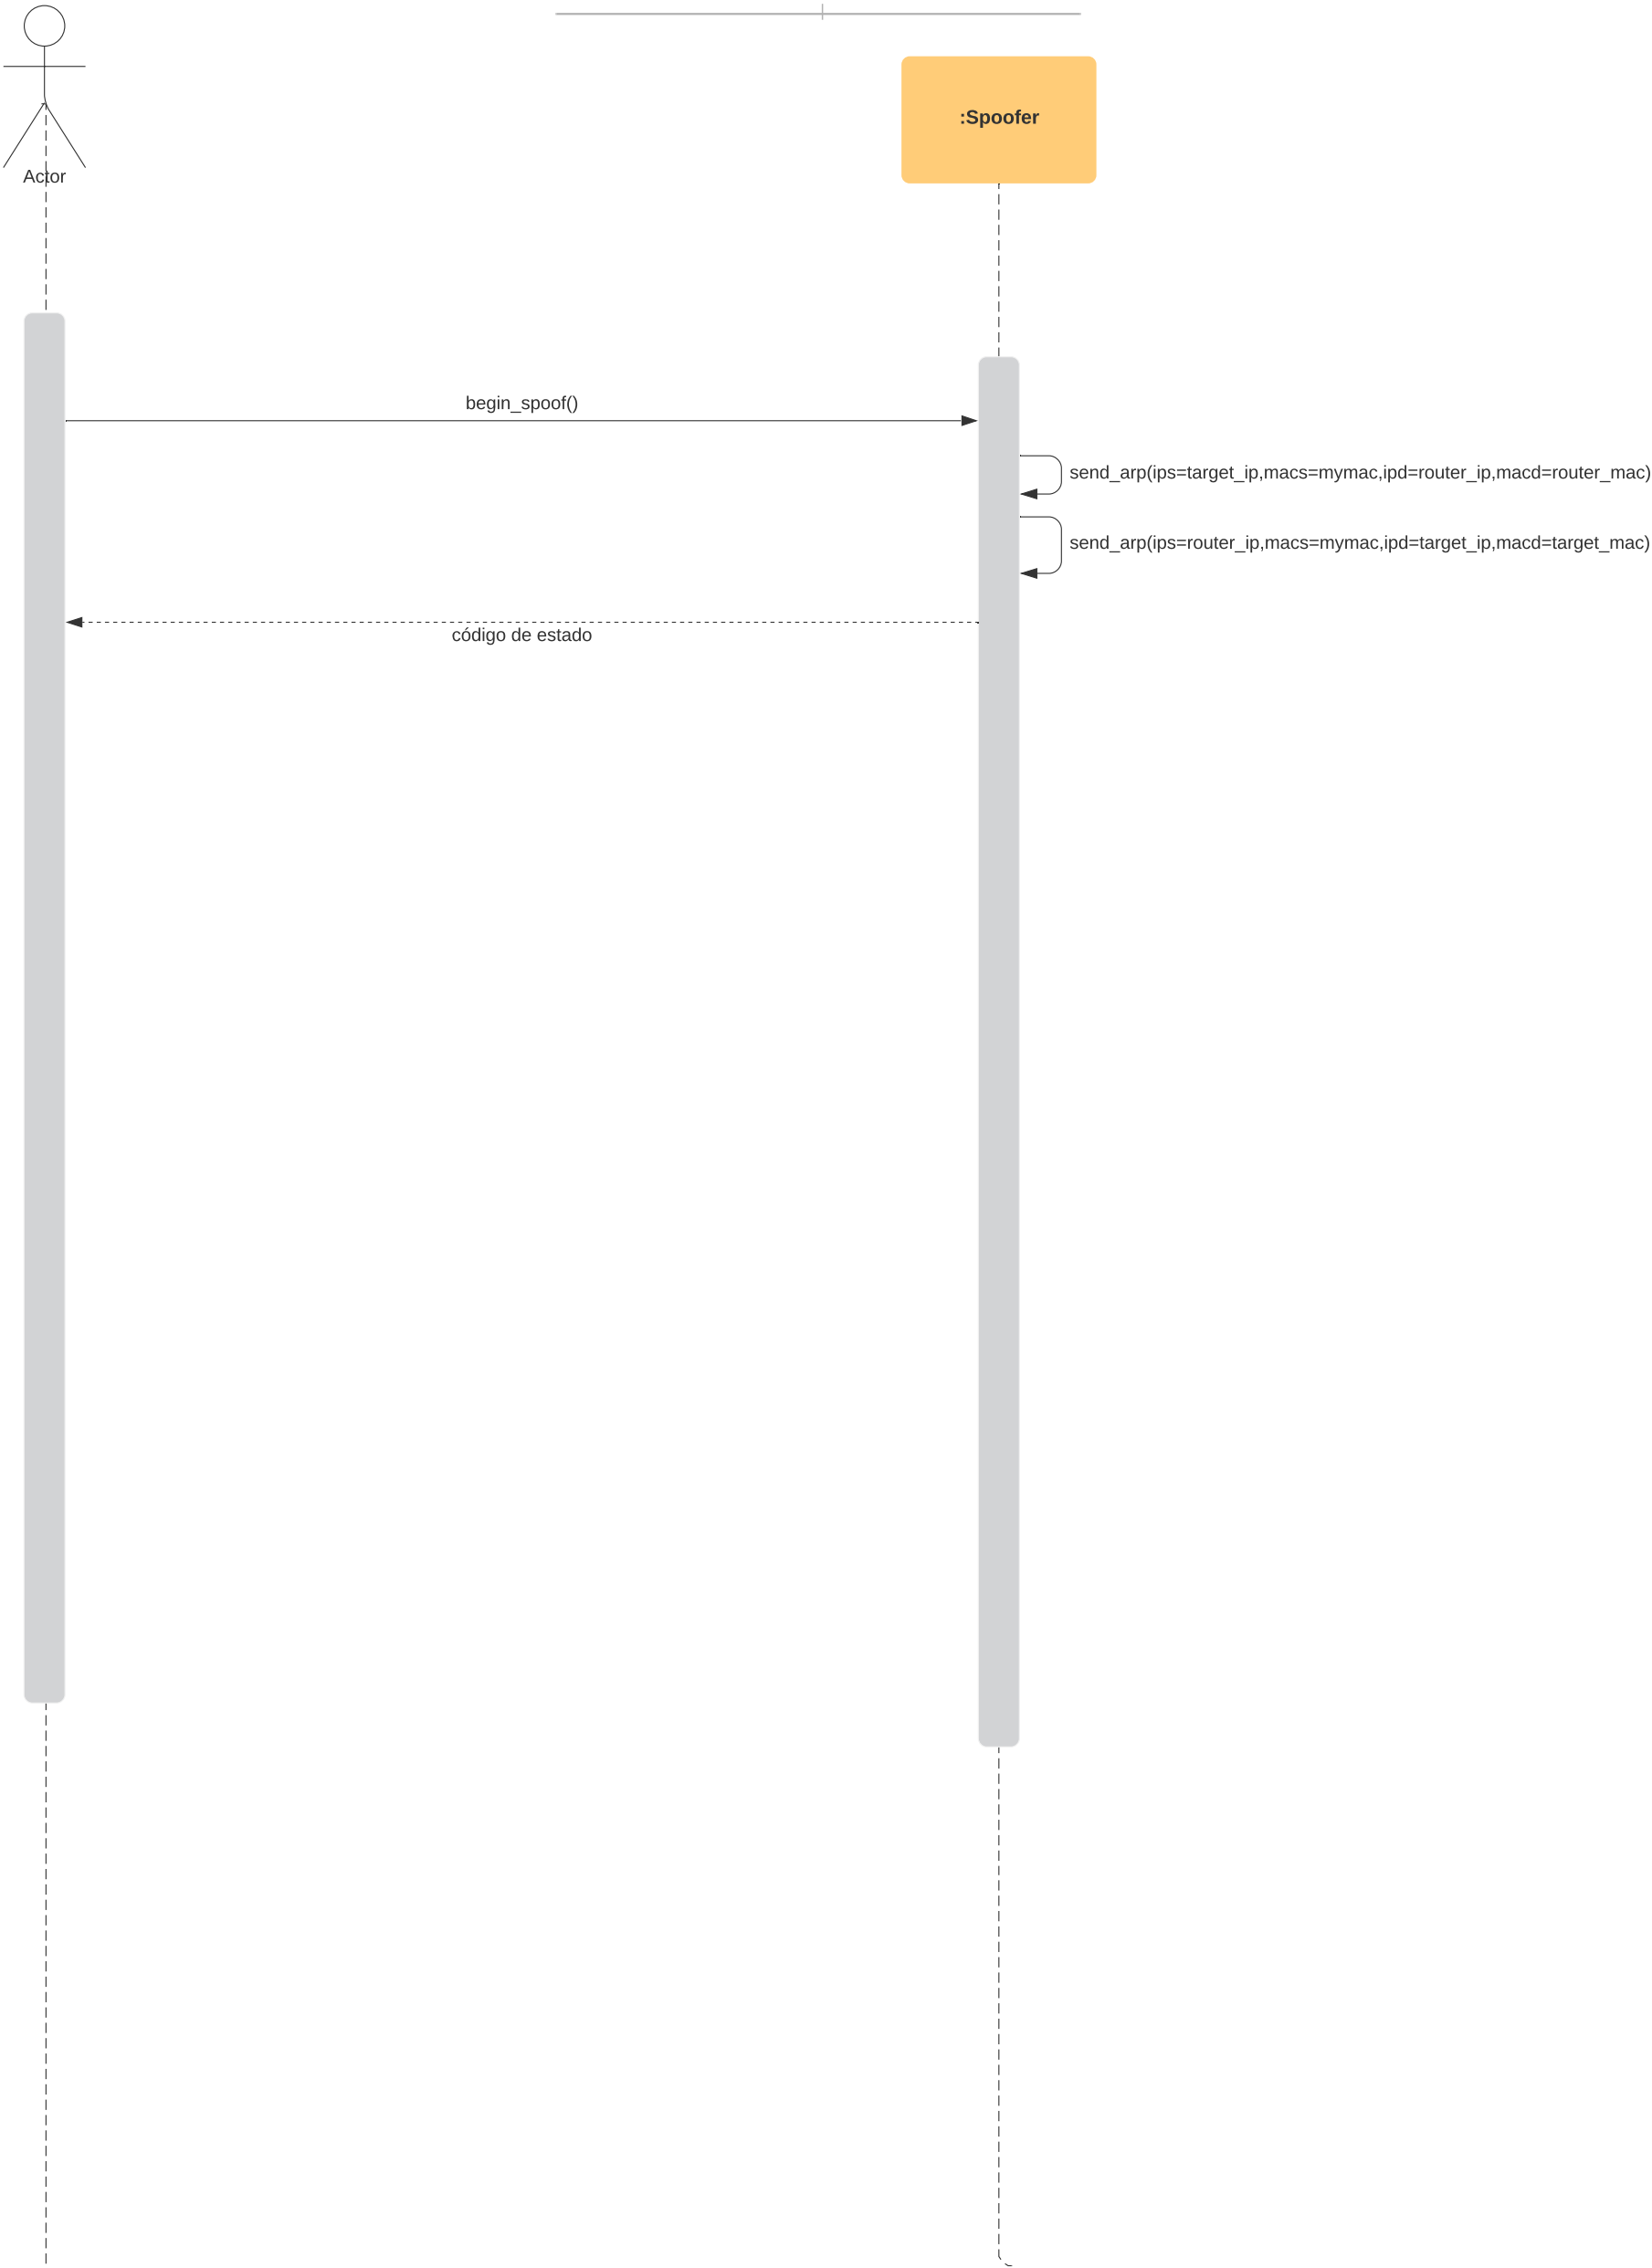 Actor
:Spoofer
begin_spoof()
send_arp(ips=target_ip,macs=mymac,ipd=router_ip,macd=router_mac)
send_arp(ips=router_ip,macs=mymac,ipd=target_ip,macd=target_mac)
código de estado